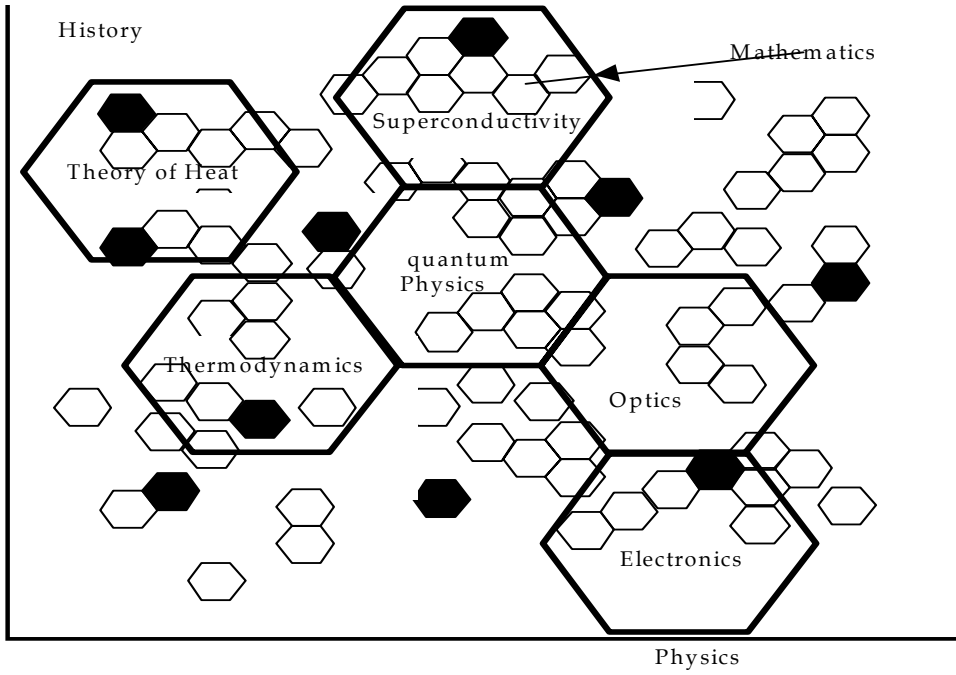 History
Mathematics
Superconductivity
Theory of Heat
quantum
Physics
Thermodynamics
Optics
Electronics
Physics